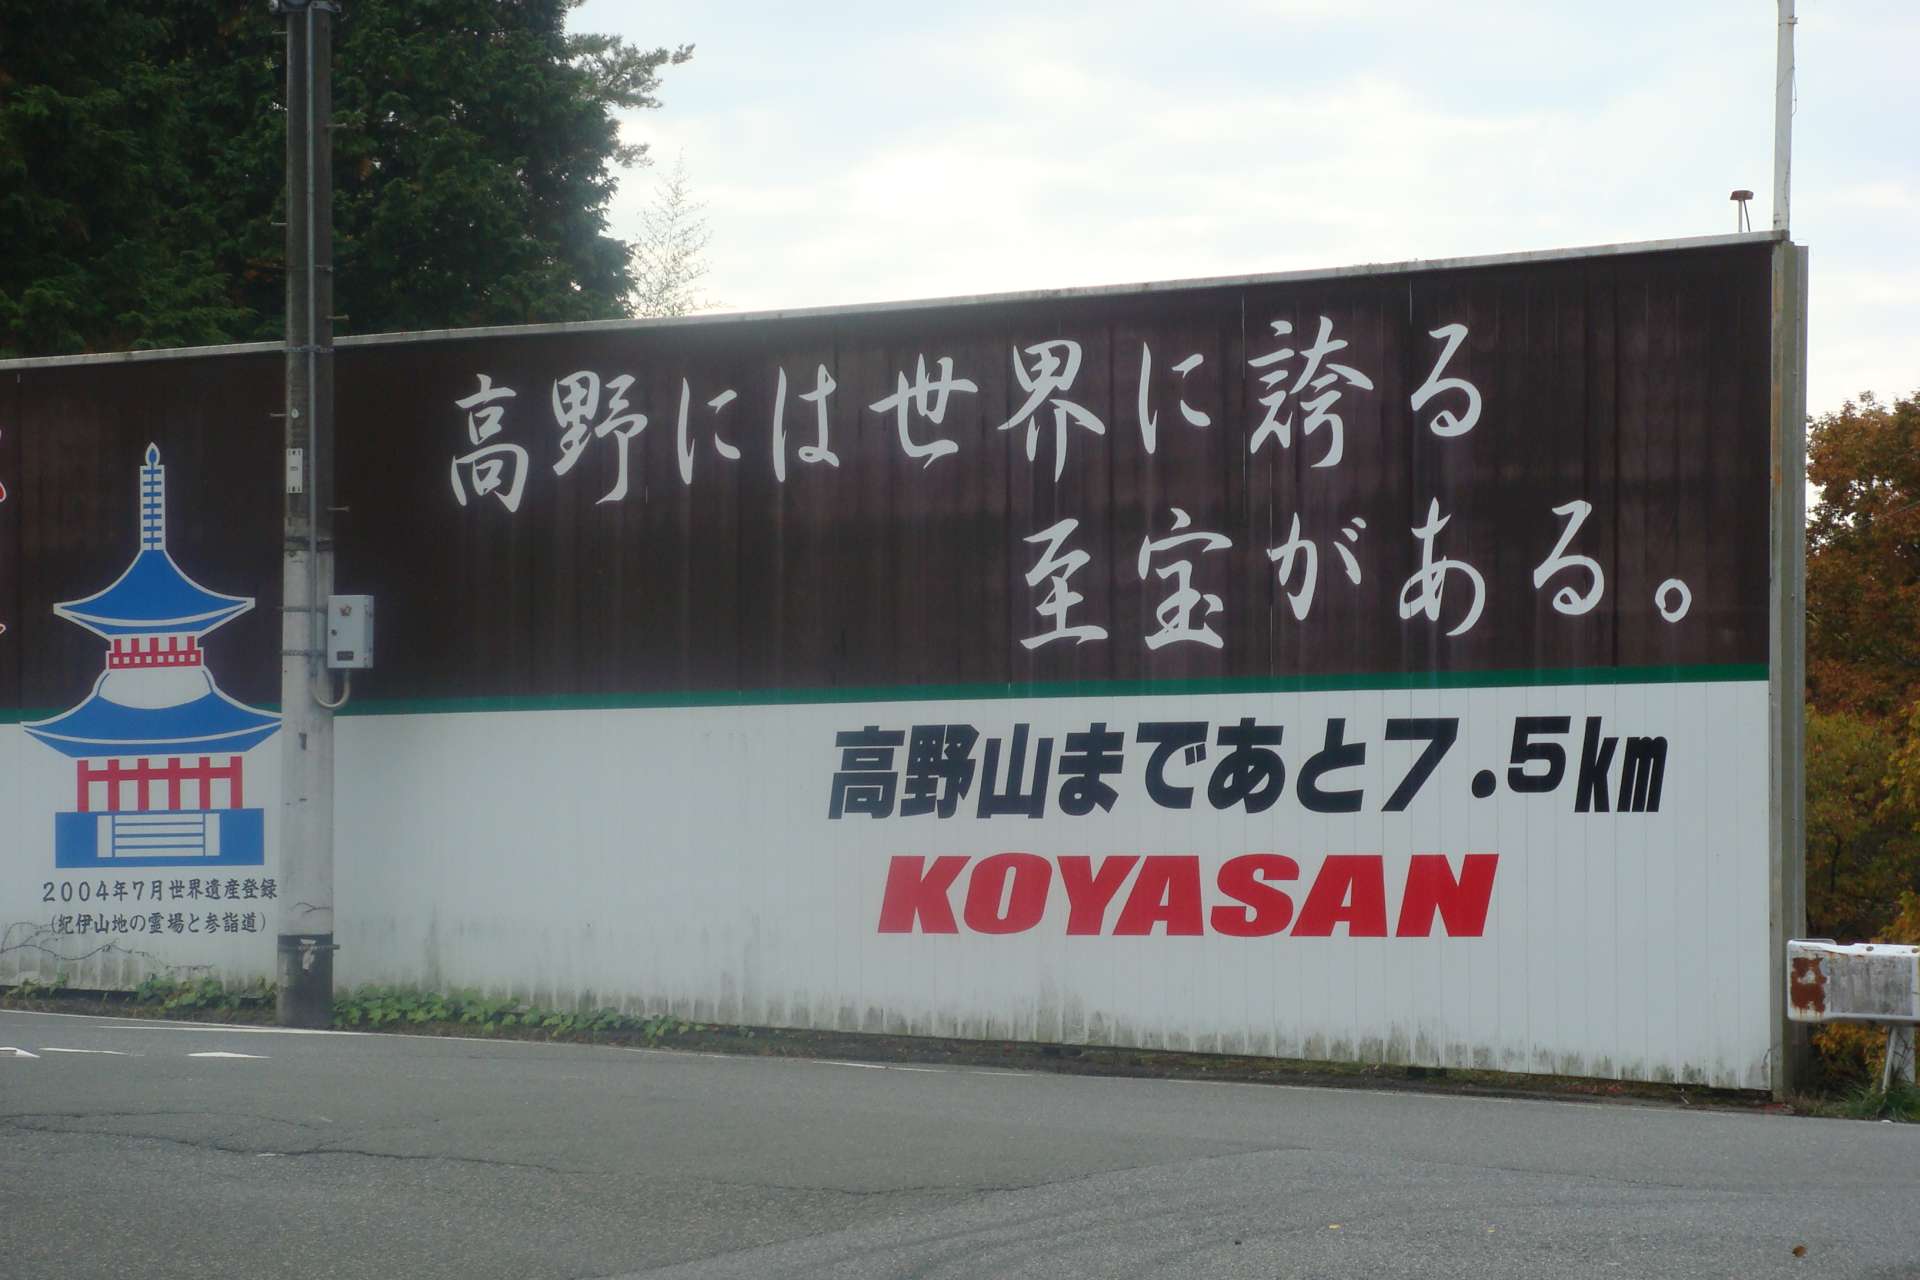 高野には世界に誇る
至宝がある。
高野山まであと7.5km
KOYASAN
2004年7月世界遺産登録
(紀伊山地の霊場と参詣道)